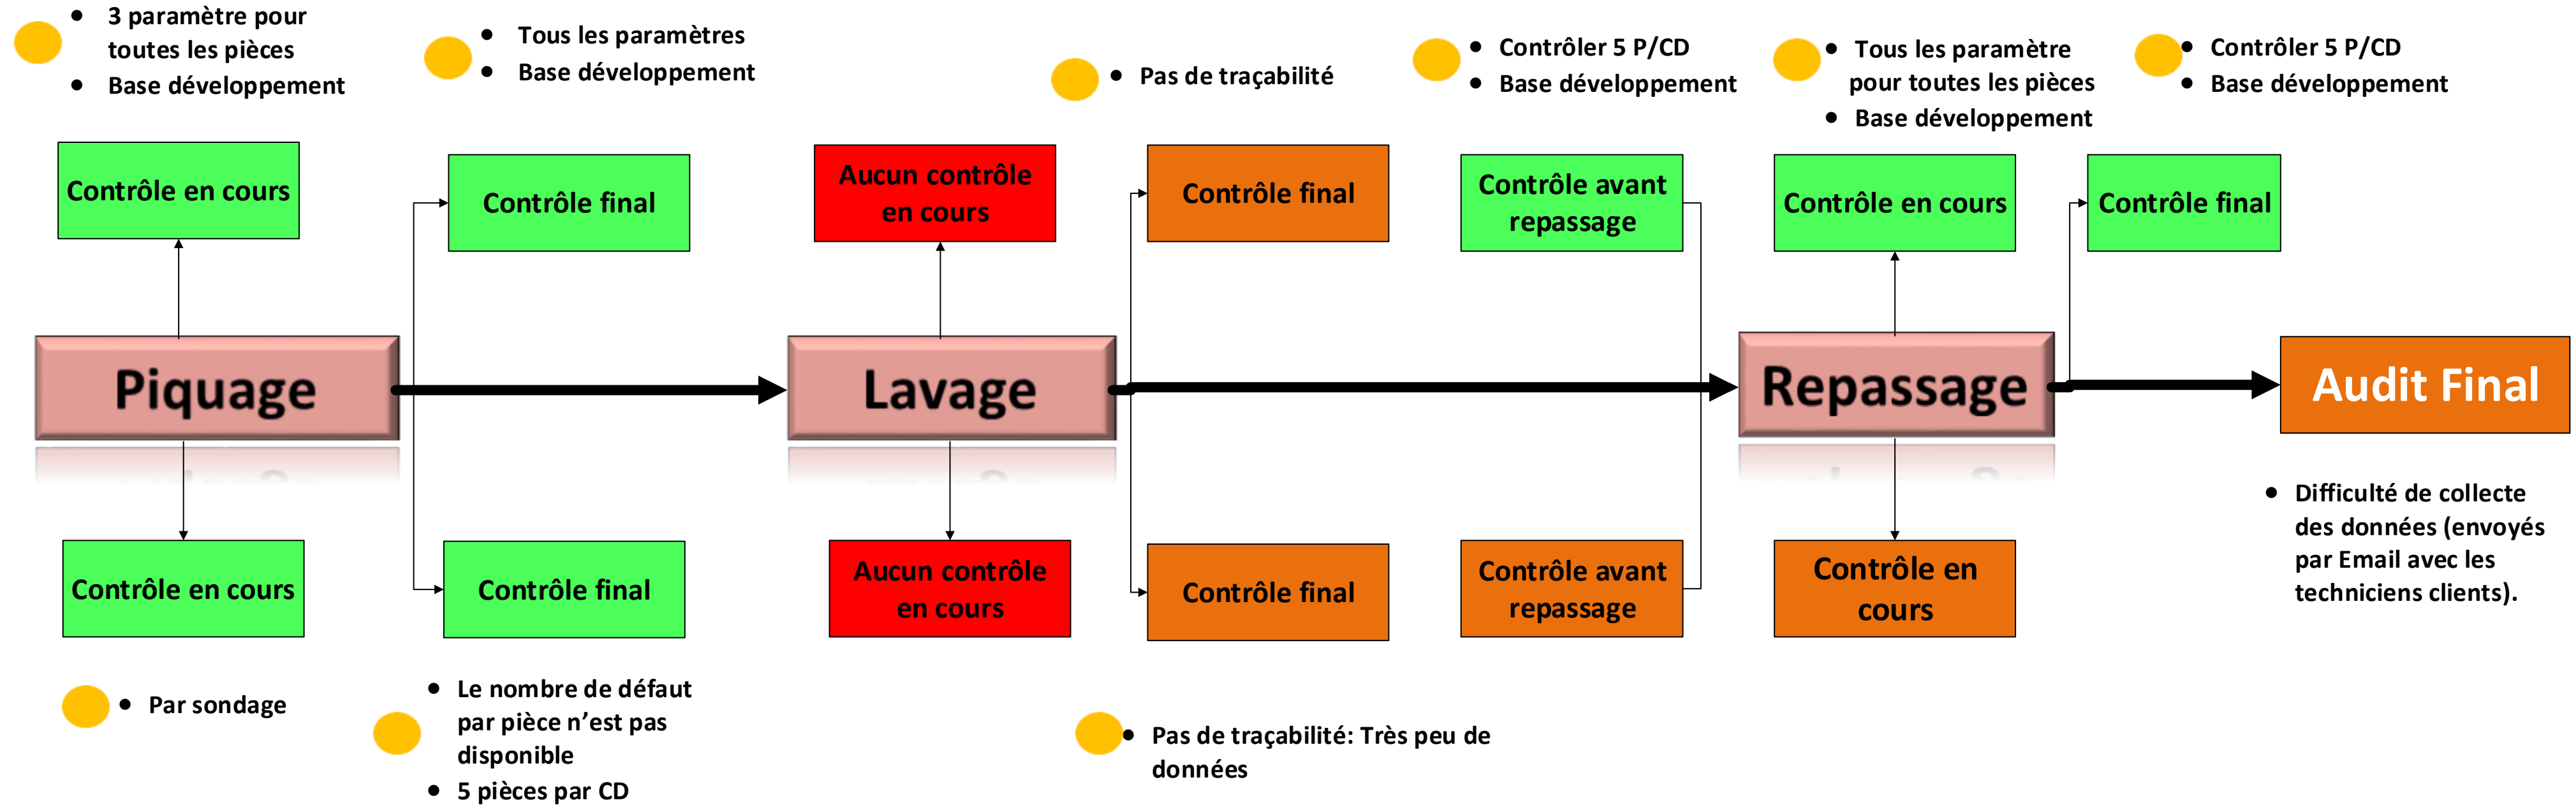 • 3 paramètre pour
toutes les pièces
• Base développement
• Tous les paramètres
• Base développement
• Pas de traçabilité
• Contrôler 5 P/CD
• Base développement
• Tous les paramètre
pour toutes les pièces
• Base développement
• Contrôler 5 P/CD
• Base développement
Contrôle en cours
Contrôle final
Aucun contrôle
en cours
Contrôle final
Contrôle avant
repassage
Contrôle en cours
Contrôle final
Piquage
Lavage
Repassage
Audit Final
• Difficulté de collecte
des données (envoyés
par Email avec les
techniciens clients).
Contrôle en cours
Contrôle final
Aucun contrôle
en cours
Contrôle final
Contrôle avant
repassage
Contrôle en
cours
• Par sondage
• Le nombre de défaut
par pièce n’est pas
disponible
• 5 pièces par CD
• Pas de traçabilité: Très peu de
données